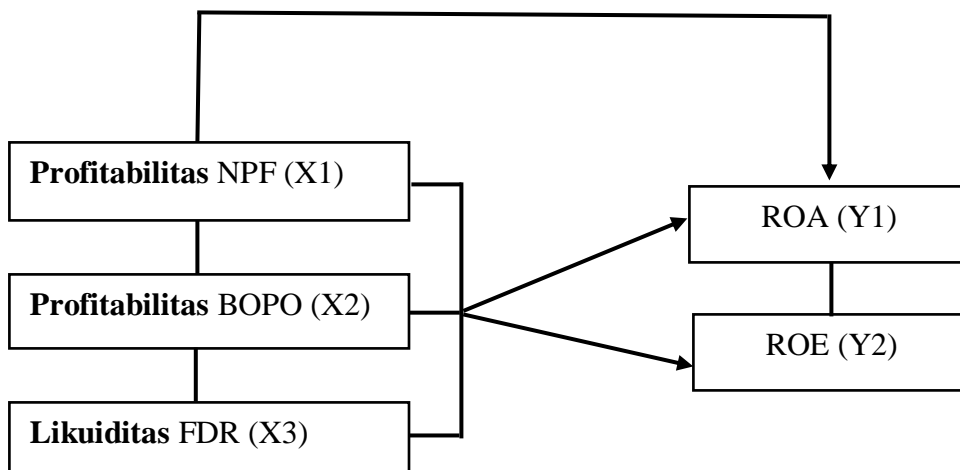 Profitabilitas NPF (X1)
Profitabilitas BOPO (X2)
Likuiditas FDR (X3)
ROA (Y1)
ROE (Y2)